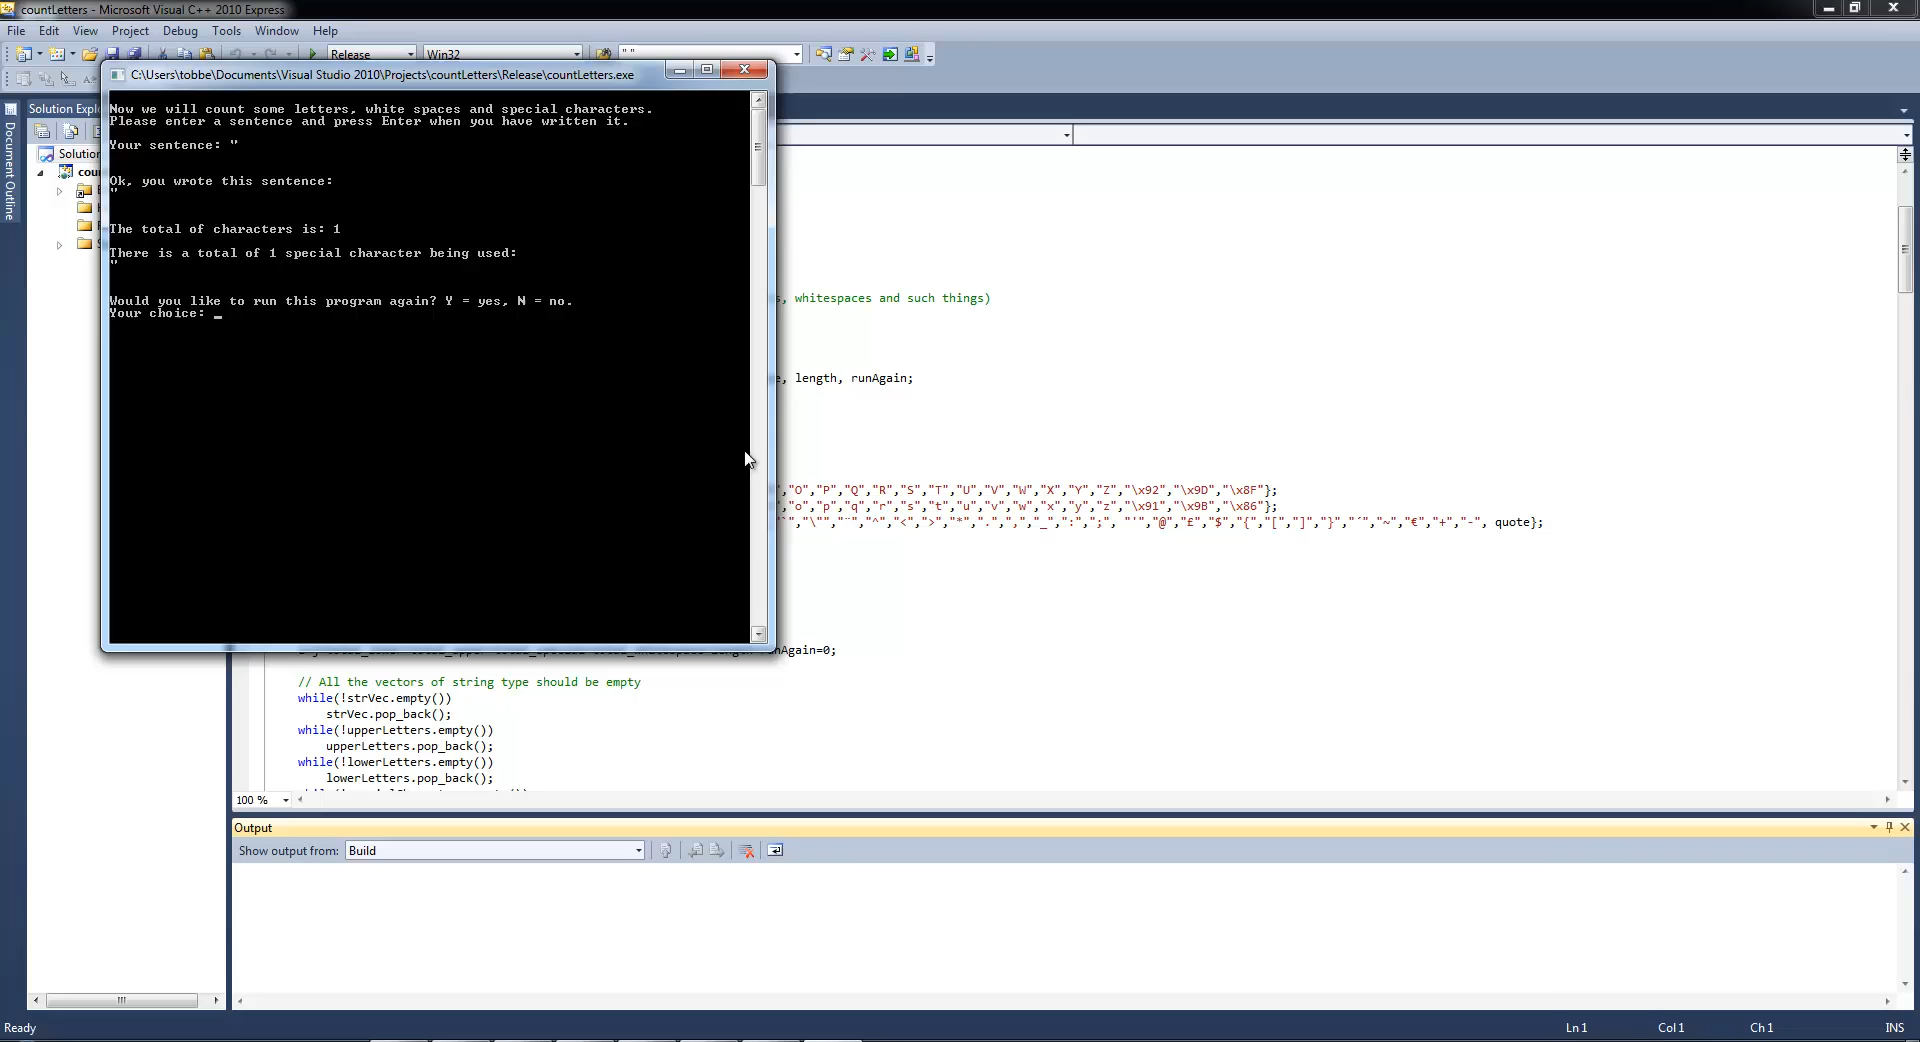 countLetters - Microsoft Visual C++ 2010 Express
File Edit View Project Debug Tools Window Help
Release Win32 " "
C:\Users\tobbe\Documents\Visual Studio 2010\Projects\countLetters\Release\countLetters.exe
Solution Explo
Document Outline
Solution
cou
Now we will count some letters, white spaces and special characters.
Please enter a sentence and press Enter when you have written it.
Your sentence: "
Ok, you wrote this sentence:
"
The total of characters is: 1
There is a total of 1 special character being used:
"
Would you like to run this program again? Y = yes, N = no.
Your choice: _
, whitespaces and such things)
e, length, runAgain;
,"O","P","Q","R","S","T","U","V","W","X","Y","Z","\x92","\x9D","\x8F"};
,"o","p","q","r","s","t","u","v","w","x","y","z","\x91","\x9B","\x86"};
"`","\"","¨","^","<",">","*",".",",","_",":",";", "'","@","£","$","{","[","]","}","´","~","€","+","-", quote};
nAgain=0;
// All the vectors of string type should be empty
while(!strVec.empty())
strVec.pop_back();
while(!upperLetters.empty())
upperLetters.pop_back();
while(!lowerLetters.empty())
lowerLetters.pop_back();
100 %
Output
Show output from: Build
Ready Ln 1 Col 1 Ch 1 INS